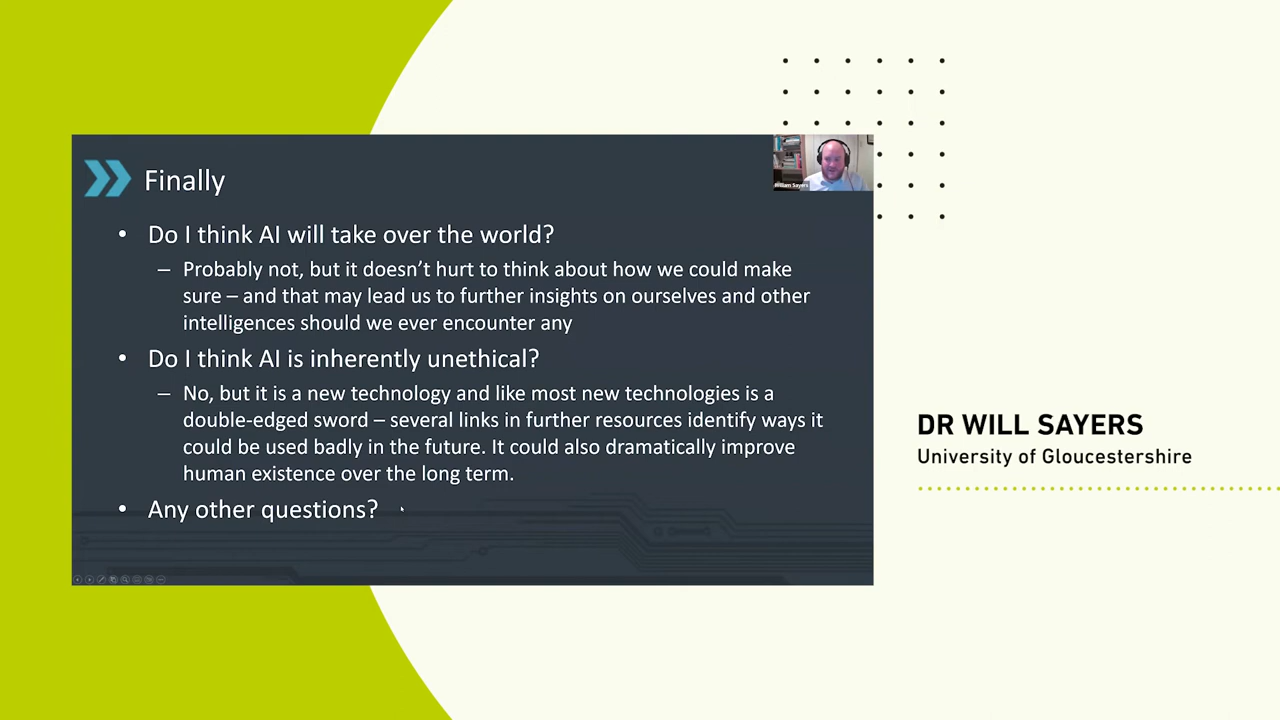 Finally
William Sayers
• Do I think AI will take over the world?
– Probably not, but it doesn’t hurt to think about how we could make
sure – and that may lead us to further insights on ourselves and other
intelligences should we ever encounter any
• Do I think AI is inherently unethical?
– No, but it is a new technology and like most new technologies is a
double-edged sword – several links in further resources identify ways it
could be used badly in the future. It could also dramatically improve
human existence over the long term.
• Any other questions?
DR WILL SAYERS
University of Gloucestershire